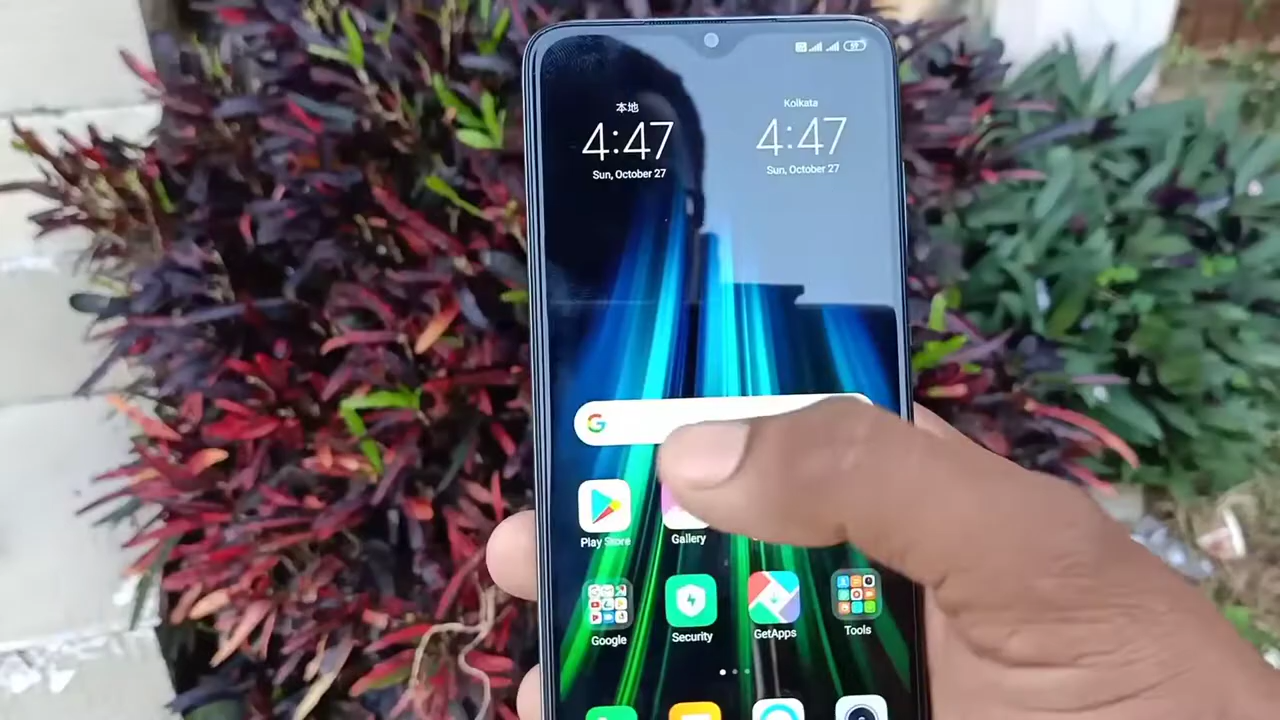 本地
Kolkata
4:47
4:47
Sun, October 27
Sun, October 27
G
Play Store
Gallery
Google
Security
GetApps
Tools